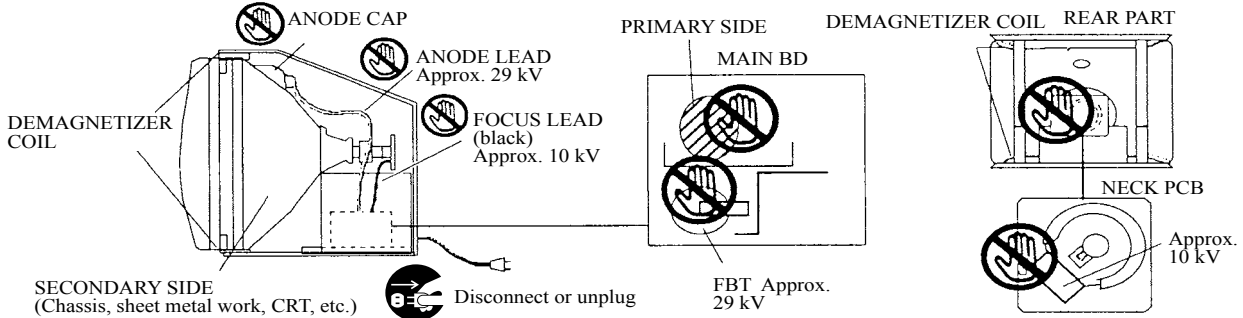 ANODE CAP
ANODE LEAD
Approx. 29 kV
FOCUS LEAD
(black)
Approx. 10 kV
DEMAGNETIZER
COIL
SECONDARY SIDE
(Chassis, sheet metal work, CRT, etc.)
Disconnect or unplug
PRIMARY SIDE
MAIN BD
FBT Approx.
29 kV
DEMAGNETIZER COIL
REAR PART
NECK PCB
Approx.
10 kV